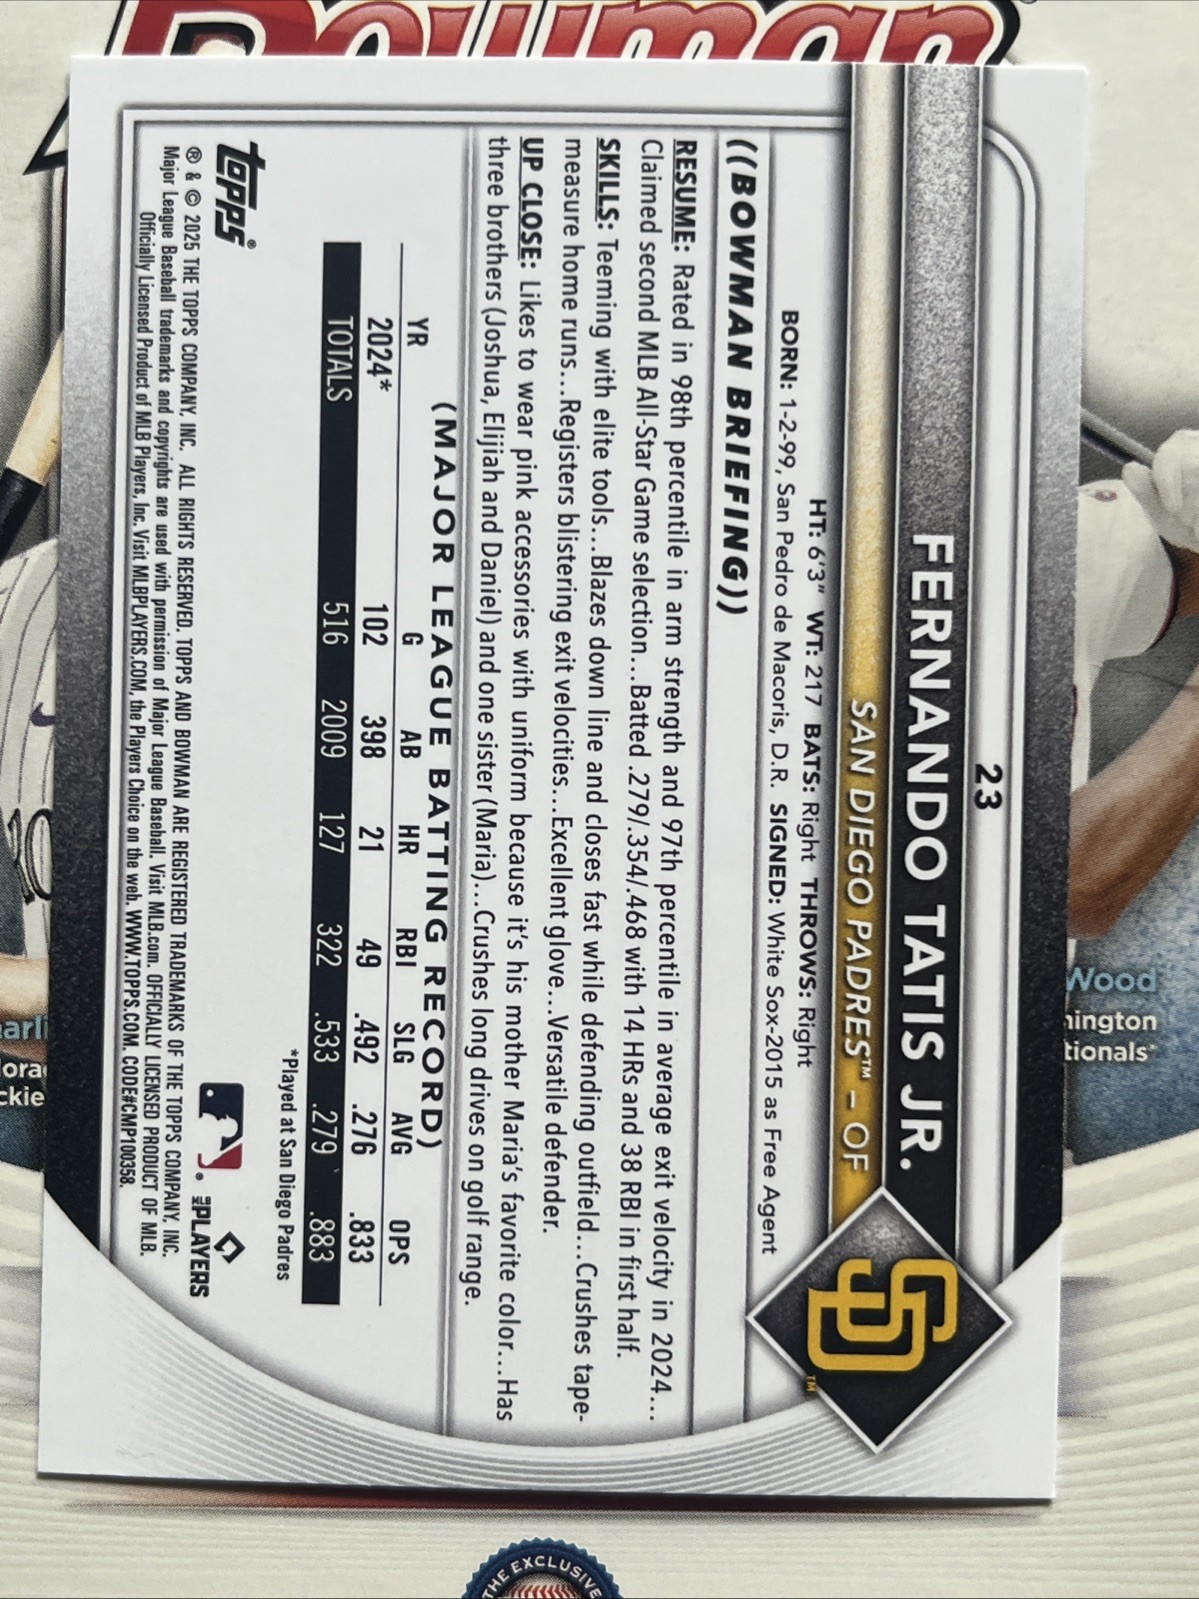 Bowman
23
FERNANDO TATIS JR.
SAN DIEGO PADRES™ – OF
HT: 6'3" WT: 217 BATS: Right THROWS: Right
BORN: 1-2-99, San Pedro de Macoris, D.R. SIGNED: White Sox-2015 as Free Agent
((BOWMAN BRIEFING))
RESUME: Rated in 98th percentile in arm strength and 97th percentile in average exit velocity in 2024...
Claimed second MLB All-Star Game selection...Batted .279/.354/.468 with 14 HRs and 38 RBI in first half.
SKILLS: Teeming with elite tools...Blazes down line and closes fast while defending outfield...Crushes tape-
measure home runs...Registers blistering exit velocities...Excellent glove...Versatile defender.
UP CLOSE: Likes to wear pink accessories with uniform because it's his mother Maria's favorite color...Has
three brothers (Joshua, Elijiah and Daniel) and one sister (Maria)...Crushes long drives on golf range.
(MAJOR LEAGUE BATTING RECORD)
YR G AB HR RBI SLG AVG OPS
2024* 102 398 21 49 .492 .276 .833
TOTALS 516 2009 127 322 .533 .279 .883
*Played at San Diego Padres
topps®
MLB PLAYERS
® & © 2025 THE TOPPS COMPANY, INC. ALL RIGHTS RESERVED. TOPPS AND BOWMAN ARE REGISTERED TRADEMARKS OF THE TOPPS COMPANY, INC.
Major League Baseball trademarks and copyrights are used with permission of Major League Baseball. Visit MLB.com. OFFICIALLY LICENSED PRODUCT OF MLB.
Officially Licensed Product of MLB Players, Inc. Visit MLBPLAYERS.COM, the Players Choice on the web. WWW.TOPPS.COM. CODE#CMP100358.
SD™
Wood
THE EXCLUSIVE